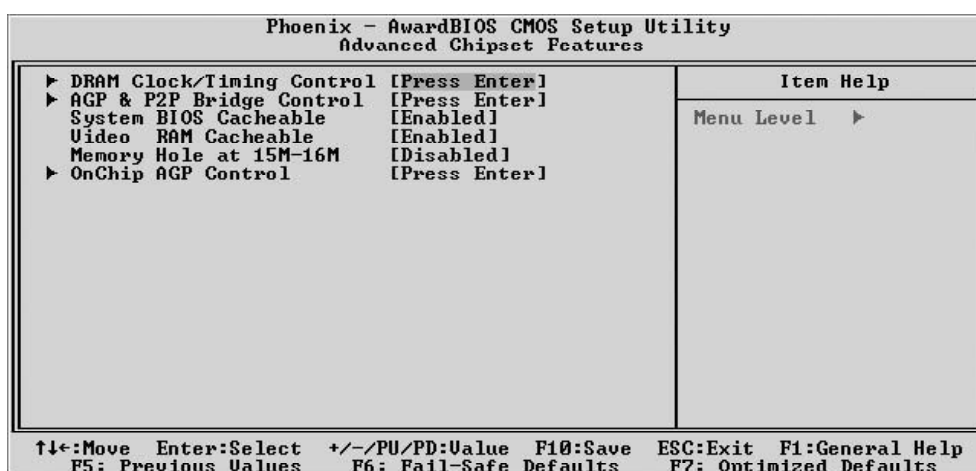 Phoenix - AwardBIOS CMOS Setup Utility
Advanced Chipset Features
▶ DRAM Clock/Timing Control [Press Enter]
▶ AGP & P2P Bridge Control [Press Enter]
System BIOS Cacheable [Enabled]
Video RAM Cacheable [Enabled]
Memory Hole at 15M-16M [Disabled]
▶ OnChip AGP Control [Press Enter]
Item Help
Menu Level ▶
↑↓←:Move Enter:Select +/-/PU/PD:Value F10:Save ESC:Exit F1:General Help
F5: Previous Values F6: Fail-Safe Defaults F7: Optimized Defaults